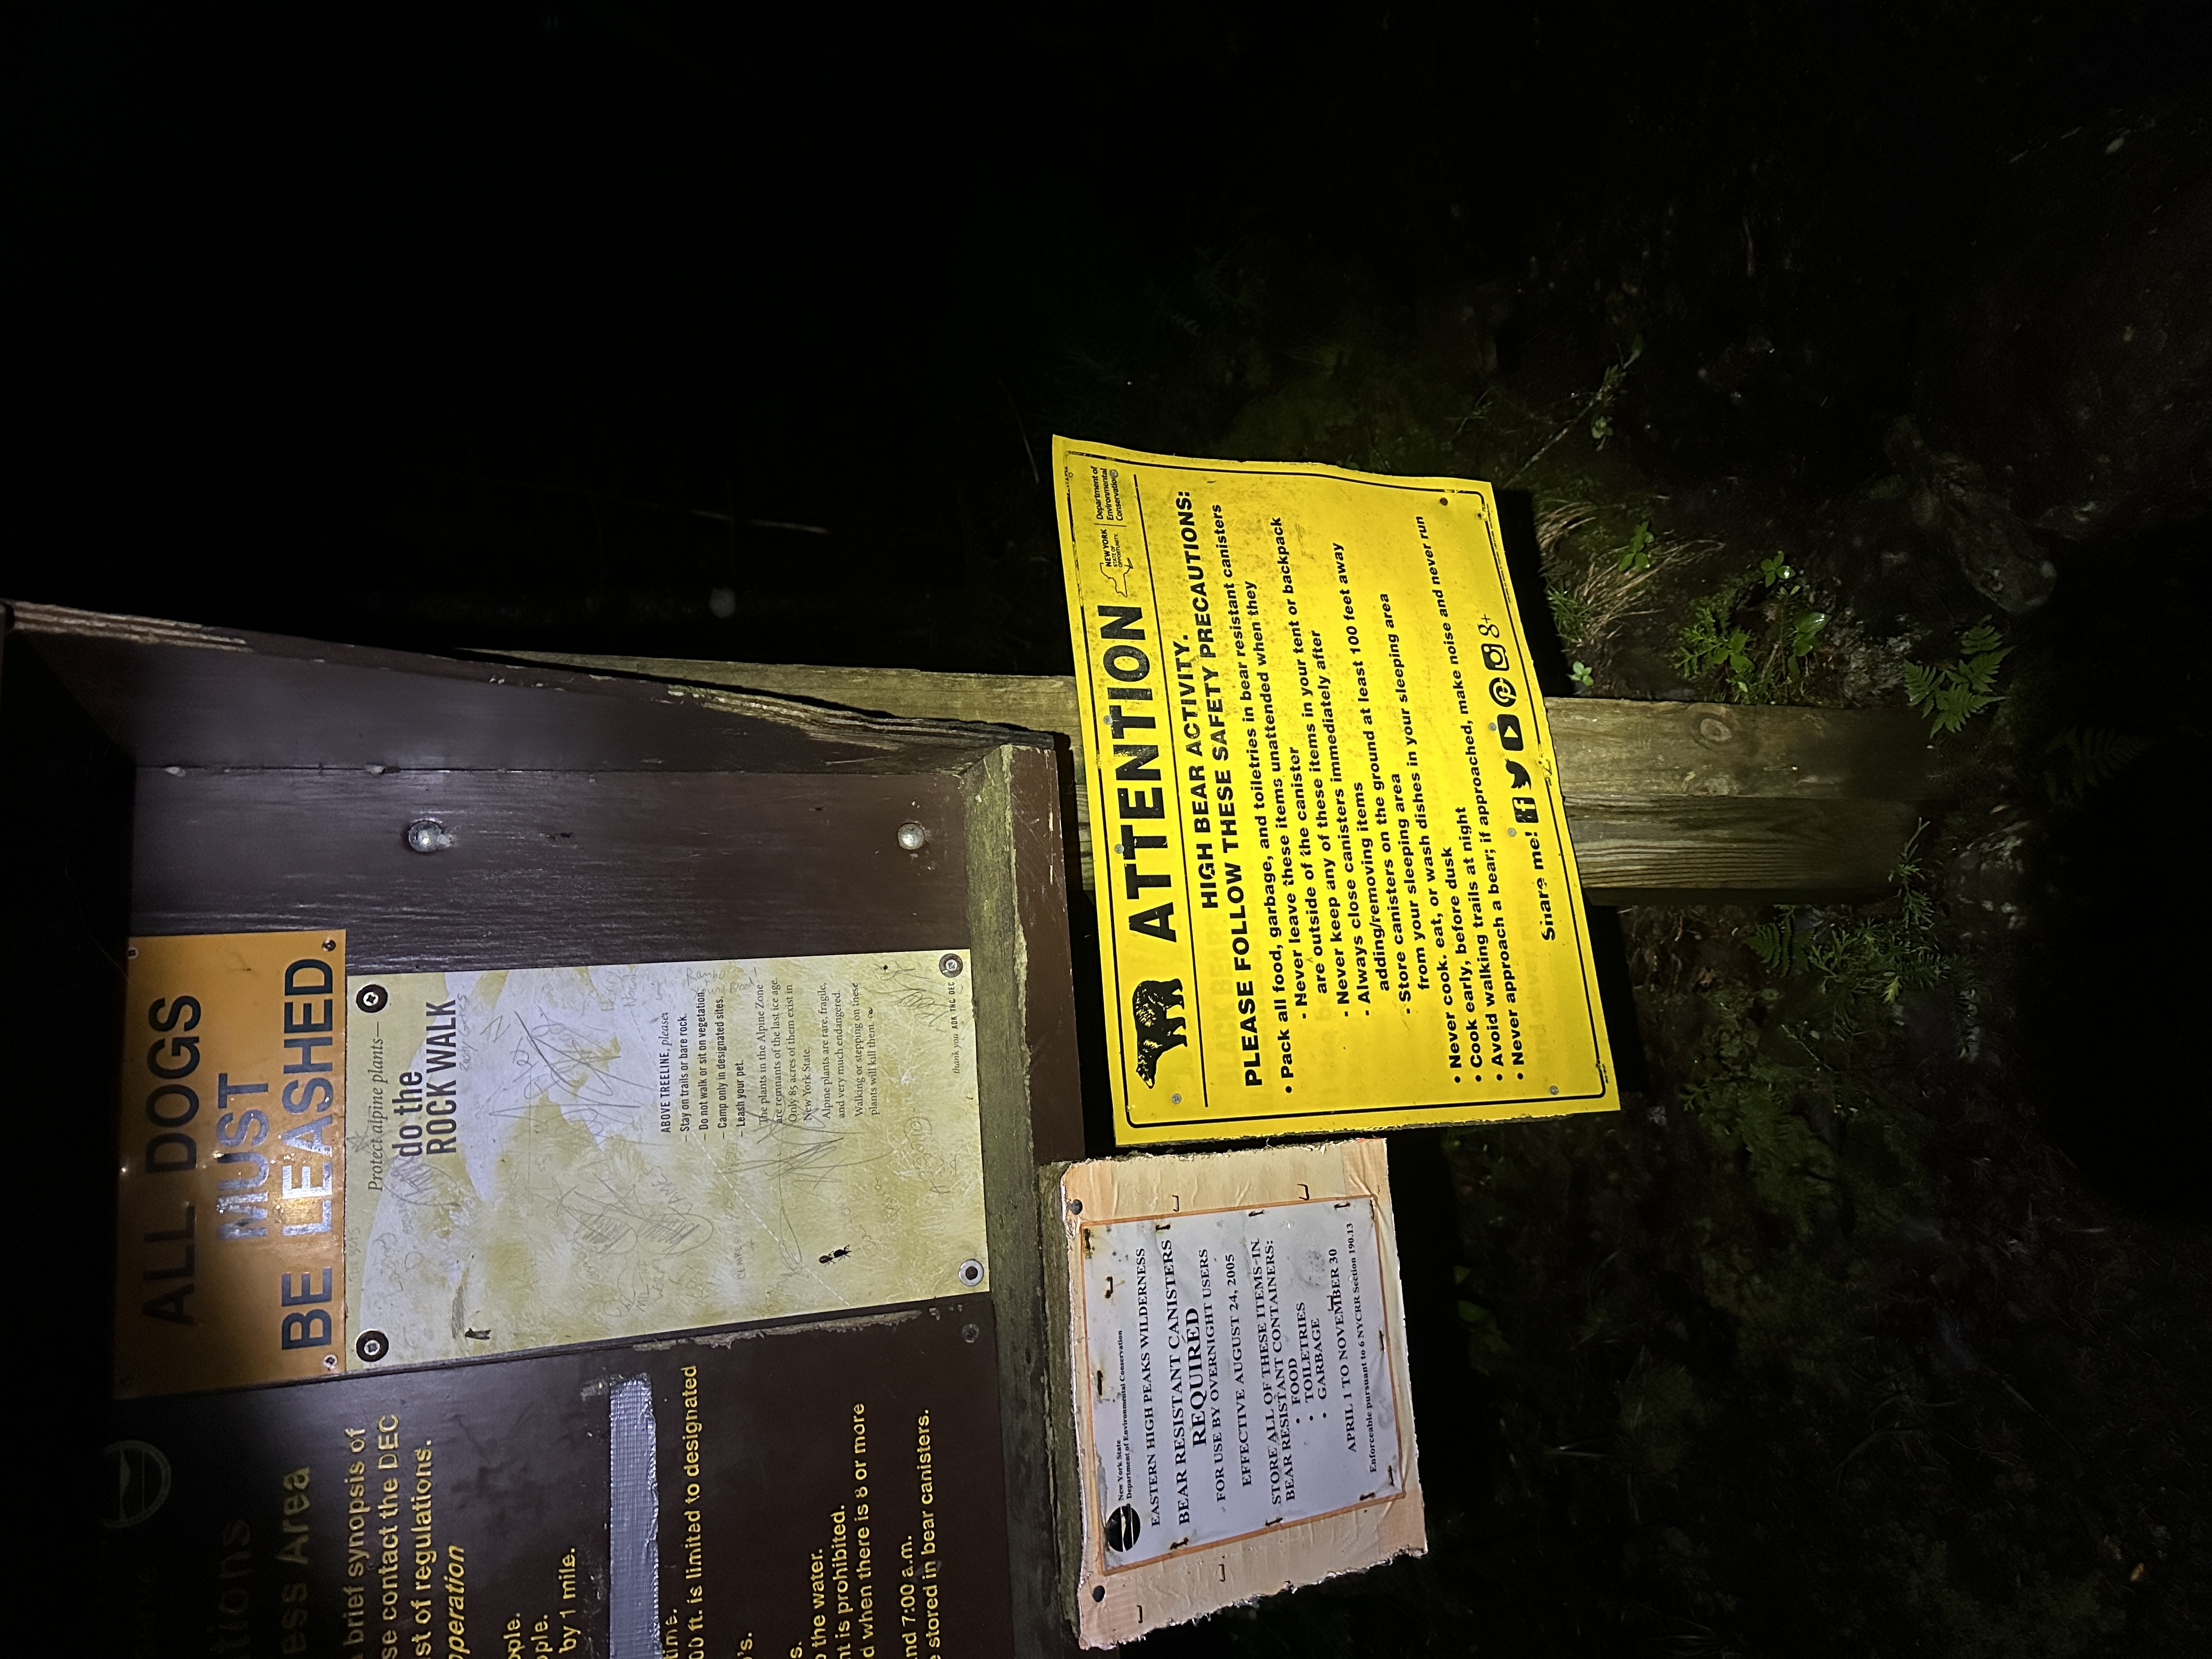 serve
tions
ess Area
brief synopsis of
se contact the DEC
ist of regulations.
operation
ople.
ople.
by 1 mile.
time.
00 ft. is limited to designated
's.
s.
the water.
nt is prohibited.
d when there is 8 or more
nd 7:00 a.m.
e stored in bear canisters.
ALL DOGS
MUST
BE LEASHED
Protect alpine plants—
do the
ROCK WALK
Alex N
Henry
CAME
CLAIRE
ABOVE TREELINE, please:
– Stay on trails or bare rock.
– Do not walk or sit on vegetation.
– Camp only in designated sites.
– Leash your pet.
The plants in the Alpine Zone
are remnants of the last ice age.
Only 85 acres of them exist in
New York State.
Alpine plants are rare, fragile,
and very much endangered.
Walking or stepping on these
plants will kill them.
thank you ADK TNC DEC
New York State
Department of Environmental Conservation
EASTERN HIGH PEAKS WILDERNESS
BEAR RESISTANT CANISTERS
REQUIRED
FOR USE BY OVERNIGHT USERS
EFFECTIVE AUGUST 24, 2005
STORE ALL OF THESE ITEMS IN
BEAR RESISTANT CONTAINERS:
• FOOD
• TOILETRIES
• GARBAGE
APRIL 1 TO NOVEMBER 30
Enforceable pursuant to 6 NYCRR Section 190.13
ATTENTION
NEW YORK
STATE OF
OPPORTUNITY.
Department of
Environmental
Conservation
HIGH BEAR ACTIVITY.
PLEASE FOLLOW THESE SAFETY PRECAUTIONS:
• Pack all food, garbage, and toiletries in bear resistant canisters
- Never leave these items unattended when they
are outside of the canister
- Never keep any of these items in your tent or backpack
- Always close canisters immediately after
adding/removing items
- Store canisters on the ground at least 100 feet away
from your sleeping area
• Never cook, eat, or wash dishes in your sleeping area
• Cook early, before dusk
• Avoid walking trails at night
• Never approach a bear; if approached, make noise and never run
Share me!
g+